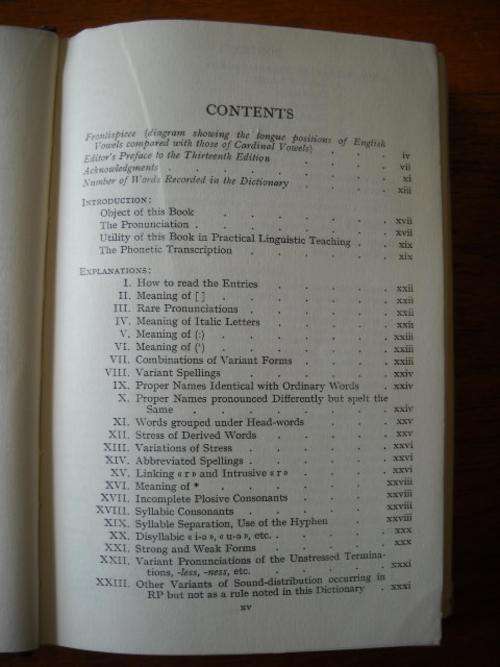 CONTENTS
Frontispiece (diagram showing the tongue positions of English
Vowels compared with those of Cardinal Vowels) . . . iv
Editor's Preface to the Thirteenth Edition . . . vii
Acknowledgments . . . xi
Number of Words Recorded in the Dictionary . . . xiii
INTRODUCTION:
Object of this Book . . . xvii
The Pronunciation . . . xvii
Utility of this Book in Practical Linguistic Teaching . . xix
The Phonetic Transcription . . . xix
EXPLANATIONS:
I. How to read the Entries . . . xxii
II. Meaning of [ ] . . . xxii
III. Rare Pronunciations . . . xxii
IV. Meaning of Italic Letters . . . xxii
V. Meaning of (:) . . . xxiii
VI. Meaning of (ˈ) . . . xxiii
VII. Combinations of Variant Forms . . . xxiii
VIII. Variant Spellings . . . xxiv
IX. Proper Names Identical with Ordinary Words . . xxiv
X. Proper Names pronounced Differently but spelt the
Same . . . xxiv
XI. Words grouped under Head-words . . . xxv
XII. Stress of Derived Words . . . xxv
XIII. Variations of Stress . . . xxvi
XIV. Abbreviated Spellings . . . xxvi
XV. Linking « r » and Intrusive « r » . . . xxvi
XVI. Meaning of * . . . xxviii
XVII. Incomplete Plosive Consonants . . . xxviii
XVIII. Syllabic Consonants . . . xxviii
XIX. Syllable Separation, Use of the Hyphen . . xxviii
XX. Disyllabic « i-ə », « u-ə », etc. . . . xxx
XXI. Strong and Weak Forms . . . xxx
XXII. Variant Pronunciations of the Unstressed Termina-
tions, -less, -ness, etc. . . . xxxi
XXIII. Other Variants of Sound-distribution occurring in
RP but not as a rule noted in this Dictionary . xxxi
xv